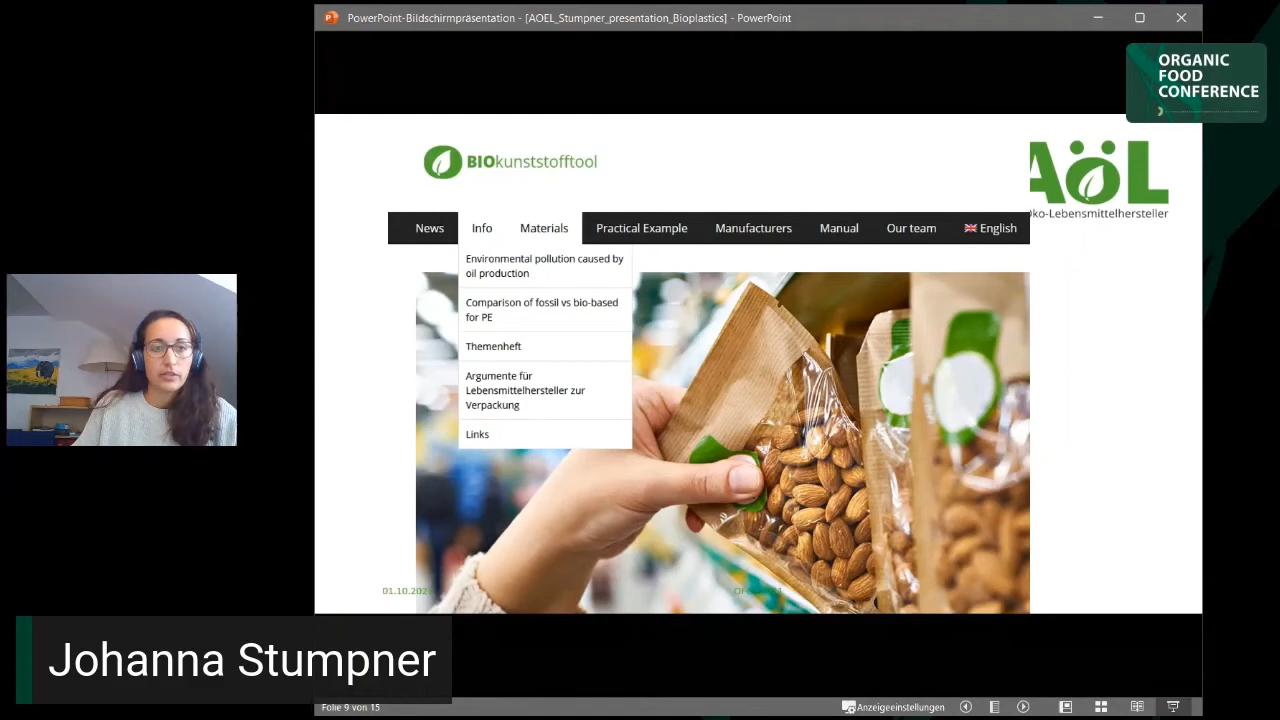 PowerPoint-Bildschirmpräsentation - [AOEL_Stumpner_presentation_Bioplastics] - PowerPoint
ORGANIC
FOOD
CONFERENCE
BIOkunststofftool
AöL
Öko-Lebensmittelhersteller
News Info Materials Practical Example Manufacturers Manual Our team English
Environmental pollution caused by
oil production
Comparison of fossil vs bio-based
for PE
Themenheft
Argumente für
Lebensmittelhersteller zur
Verpackung
Links
Johanna Stumpner
Folie 9 von 15
Anzeigeeinstellungen